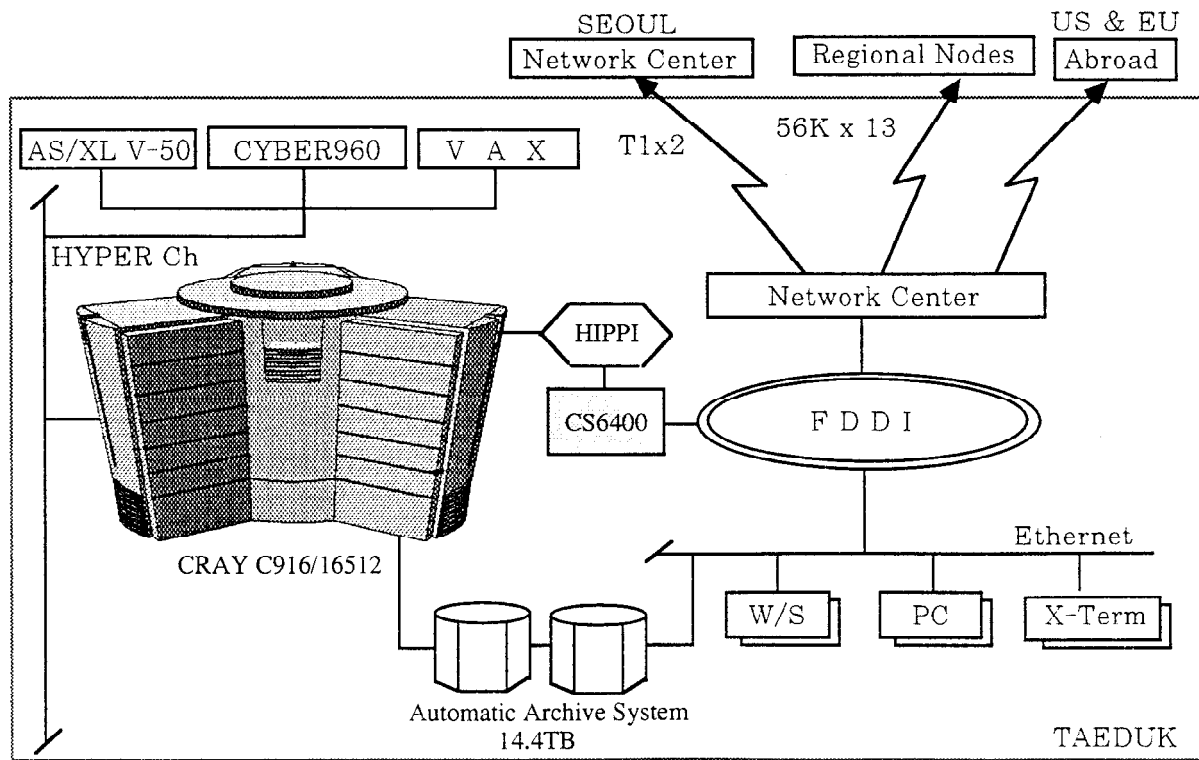 SEOUL
US & EU
Network Center
Regional Nodes
Abroad
T1x2
56K x 13
AS/XL V-50
CYBER960
V A X
HYPER Ch
Network Center
HIPPI
CS6400
F D D I
CRAY C916/16512
Ethernet
W/S
PC
X-Term
Automatic Archive System
14.4TB
TAEDUK